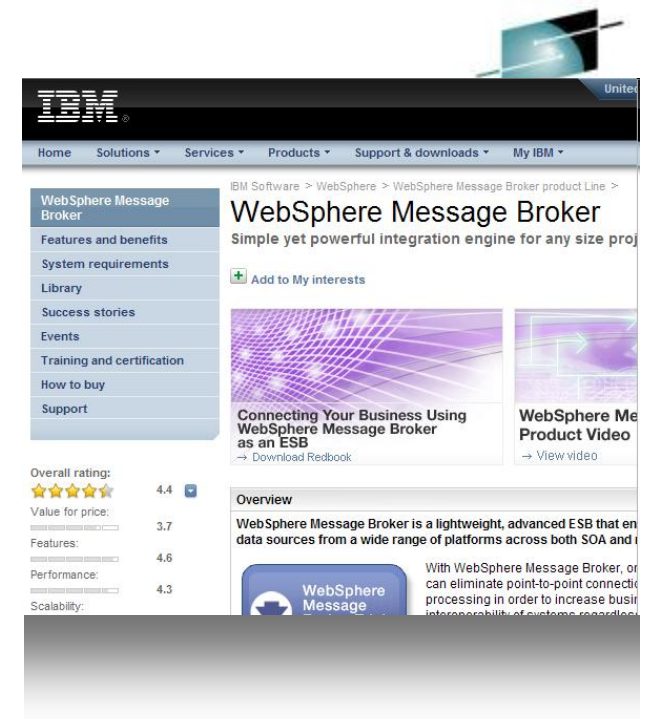 United
IBM®
Home Solutions Services Products Support & downloads My IBM
IBM Software > WebSphere > WebSphere Message Broker product Line >
WebSphere Message Broker
Simple yet powerful integration engine for any size proj
Add to My interests
WebSphere Message
Broker
Features and benefits
System requirements
Library
Success stories
Events
Training and certification
How to buy
Support
Connecting Your Business Using
WebSphere Message Broker
as an ESB
→ Download Redbook
WebSphere Me
Product Video
→ View video
Overall rating:
4.4
Value for price:
3.7
Features:
4.6
Performance:
4.3
Scalability:
Overview
WebSphere Message Broker is a lightweight, advanced ESB that en
data sources from a wide range of platforms across both SOA and
WebSphere
Message
With WebSphere Message Broker, or
can eliminate point-to-point connectio
processing in order to increase busin
interoperability of systems regardless